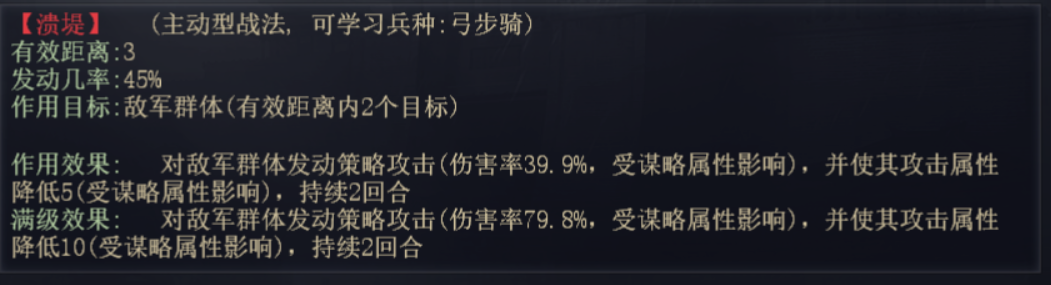 【溃堤】 (主动型战法, 可学习兵种:弓步骑)
有效距离:3
发动几率:45%
作用目标:敌军群体(有效距离内2个目标)
作用效果: 对敌军群体发动策略攻击(伤害率39.9%, 受谋略属性影响), 并使其攻击属性
降低5(受谋略属性影响), 持续2回合
满级效果: 对敌军群体发动策略攻击(伤害率79.8%, 受谋略属性影响), 并使其攻击属性
降低10(受谋略属性影响), 持续2回合